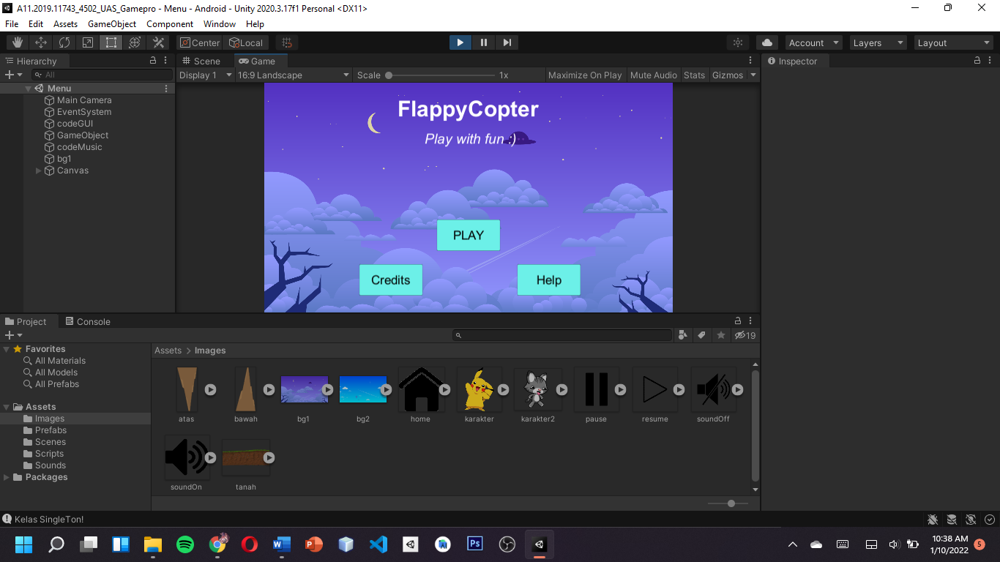 A11.2019.11743_4502_UAS_Gamepro - Menu - Android - Unity 2020.3.17f1 Personal <DX11>
File Edit Assets GameObject Component Window Help
Center Local Account Layers Layout
Hierarchy
All
Menu
Main Camera
EventSystem
codeGUI
GameObject
codeMusic
bg1
Canvas
Scene Game
Display 1 16:9 Landscape Scale 1x Maximize On Play Mute Audio Stats Gizmos
FlappyCopter
Play with fun :)
PLAY
Credits Help
Inspector
Project Console
19
Favorites
All Materials
All Models
All Prefabs
Assets
Images
Prefabs
Scenes
Scripts
Sounds
Packages
Assets > Images
atas bawah bg1 bg2 home karakter karakter2 pause resume soundOff
soundOn tanah
Kelas SingleTon!
W P Ps
10:38 AM
1/10/2022
5